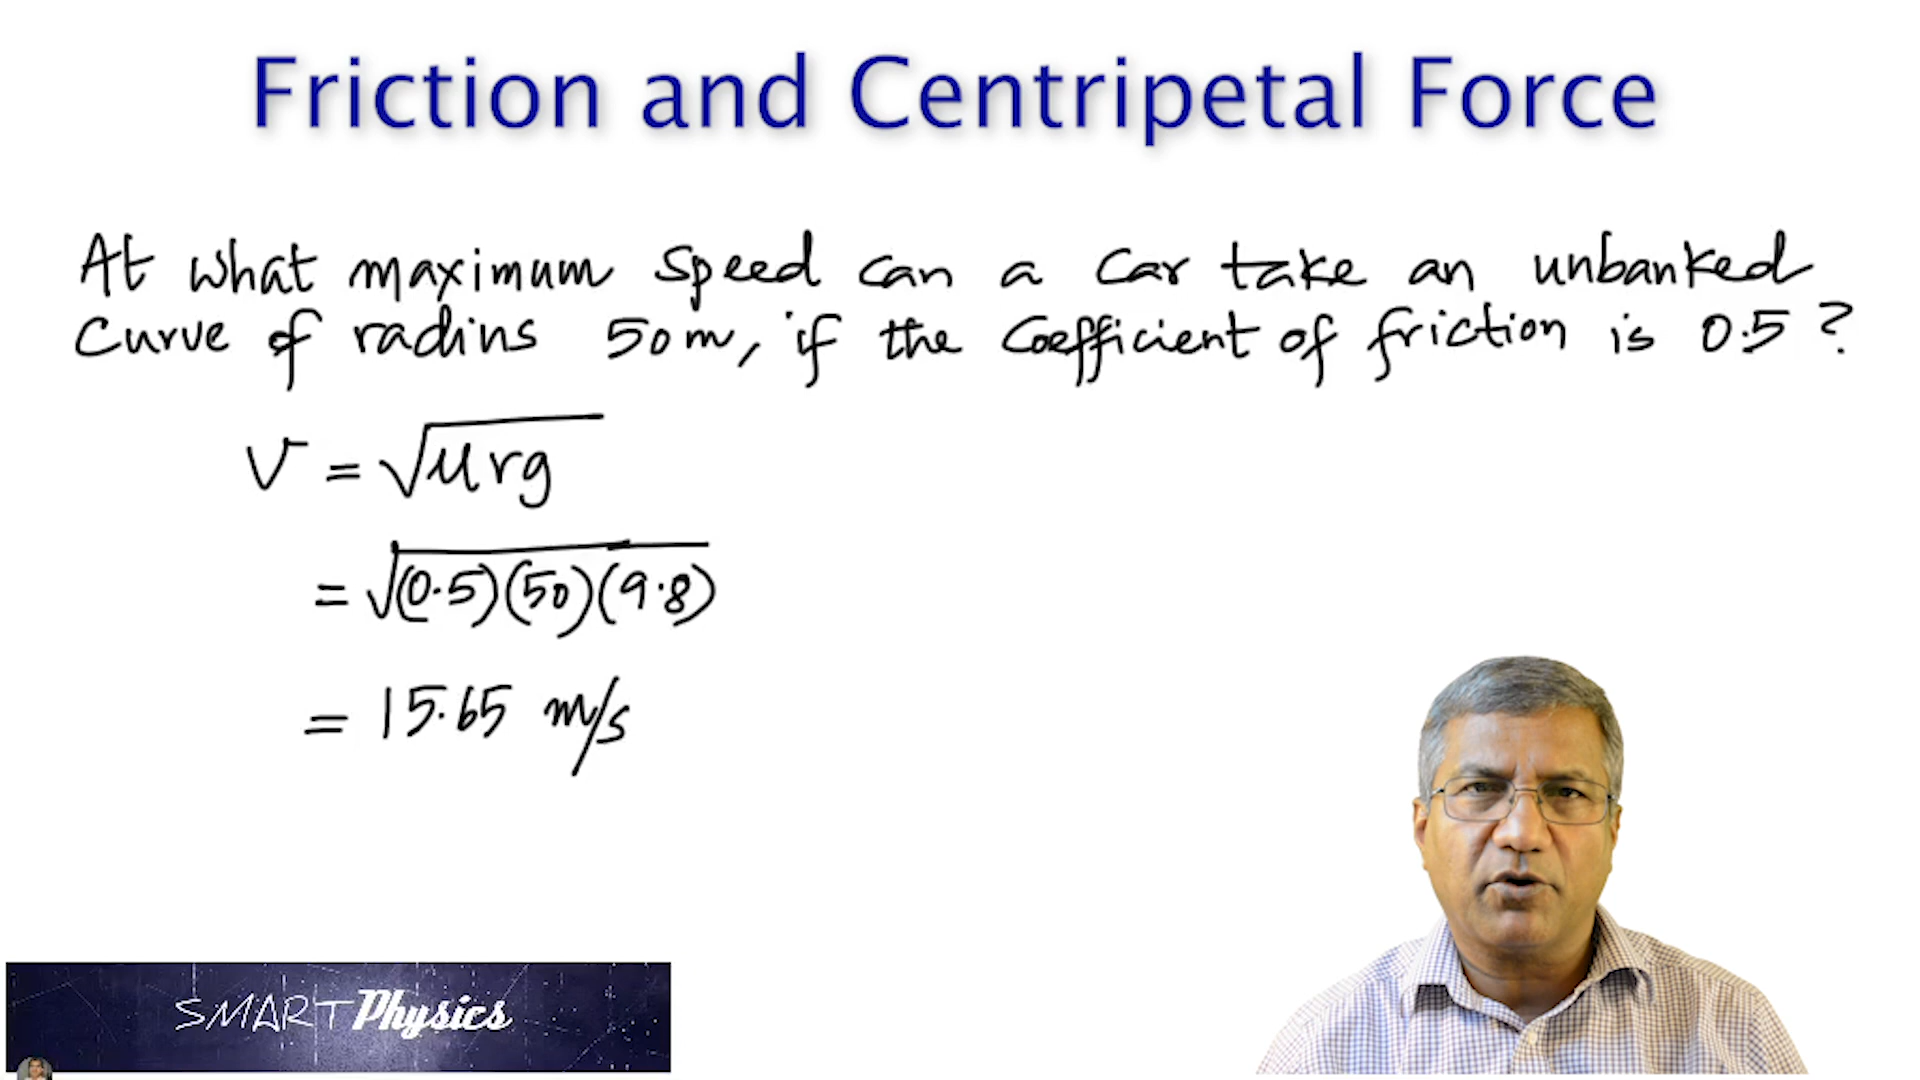 Friction and Centripetal Force
At what maximum speed can a car take an unbanked
Curve of radius 50m, if the coefficient of friction is 0.5?
V = √μrg
= √(0.5)(50)(9.8)
= 15.65 m/s
SMART Physics